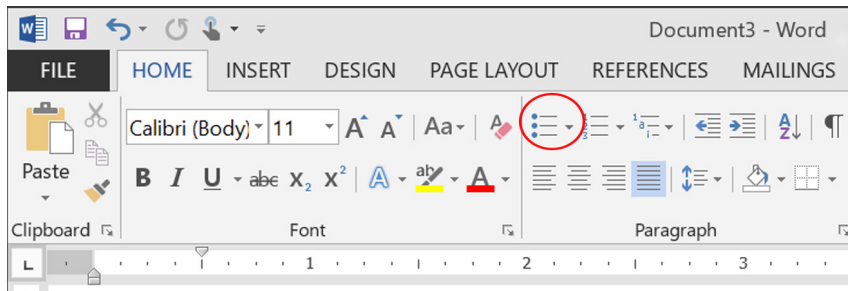 Document3 - Word
FILE HOME INSERT DESIGN PAGE LAYOUT REFERENCES MAILINGS
Calibri (Body) 11 A A Aa
Paste B I U abc X₂ X² A ab A
Clipboard Font Paragraph
L 1 2 3